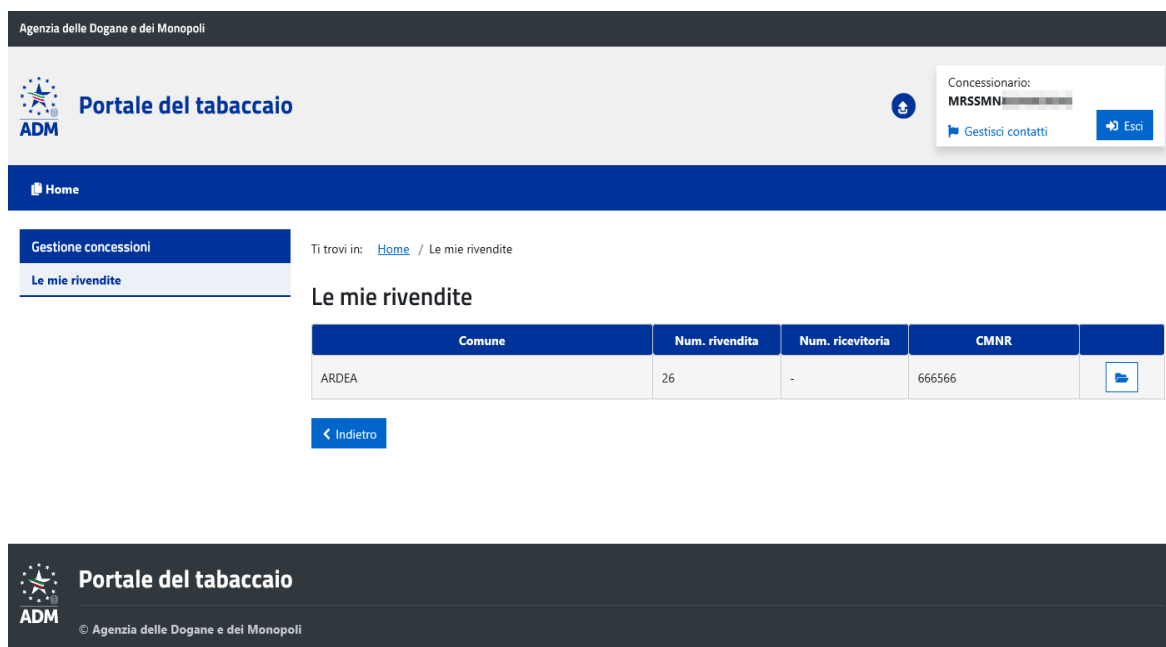 Agenzia delle Dogane e dei Monopoli
ADM
Portale del tabaccaio
Concessionario:
MRSSMN
Gestisci contatti
Esci
Home
Gestione concessioni
Le mie rivendite
Ti trovi in: Home / Le mie rivendite
Le mie rivendite
Comune Num. rivendita Num. ricevitoria CMNR
ARDEA 26 - 666566
Indietro
ADM
Portale del tabaccaio
© Agenzia delle Dogane e dei Monopoli